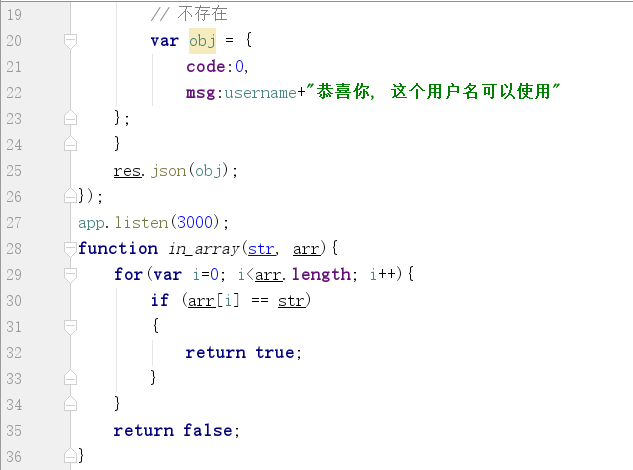 19 // 不存在
20 var obj = {
21 code:0,
22 msg:username+"恭喜你, 这个用户名可以使用"
23 };
24 }
25 res.json(obj);
26 });
27 app.listen(3000);
28 function in_array(str, arr){
29 for(var i=0; i<arr.length; i++){
30 if (arr[i] == str)
31 {
32 return true;
33 }
34 }
35 return false;
36 }